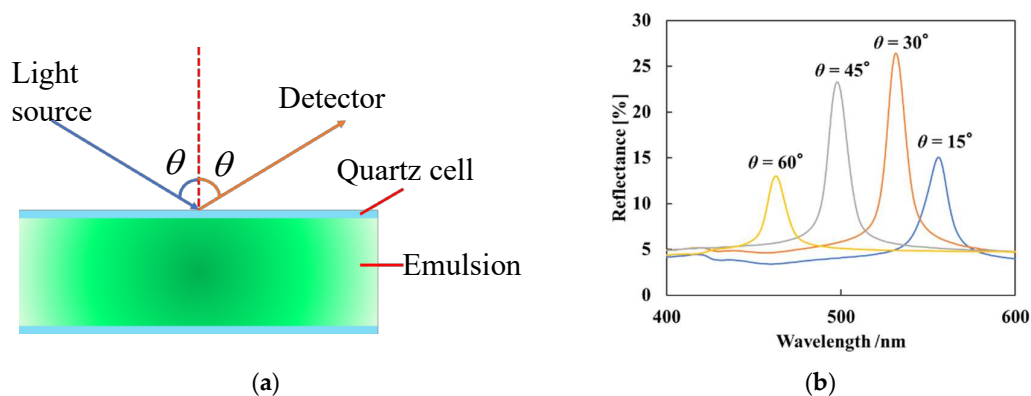 Light
source
Detector
θ
θ
Quartz cell
Emulsion
(a)
30
25
20
15
10
5
0
Reflectance [%]
θ = 60°
θ = 45°
θ = 30°
θ = 15°
400
500
600
Wavelength /nm
(b)